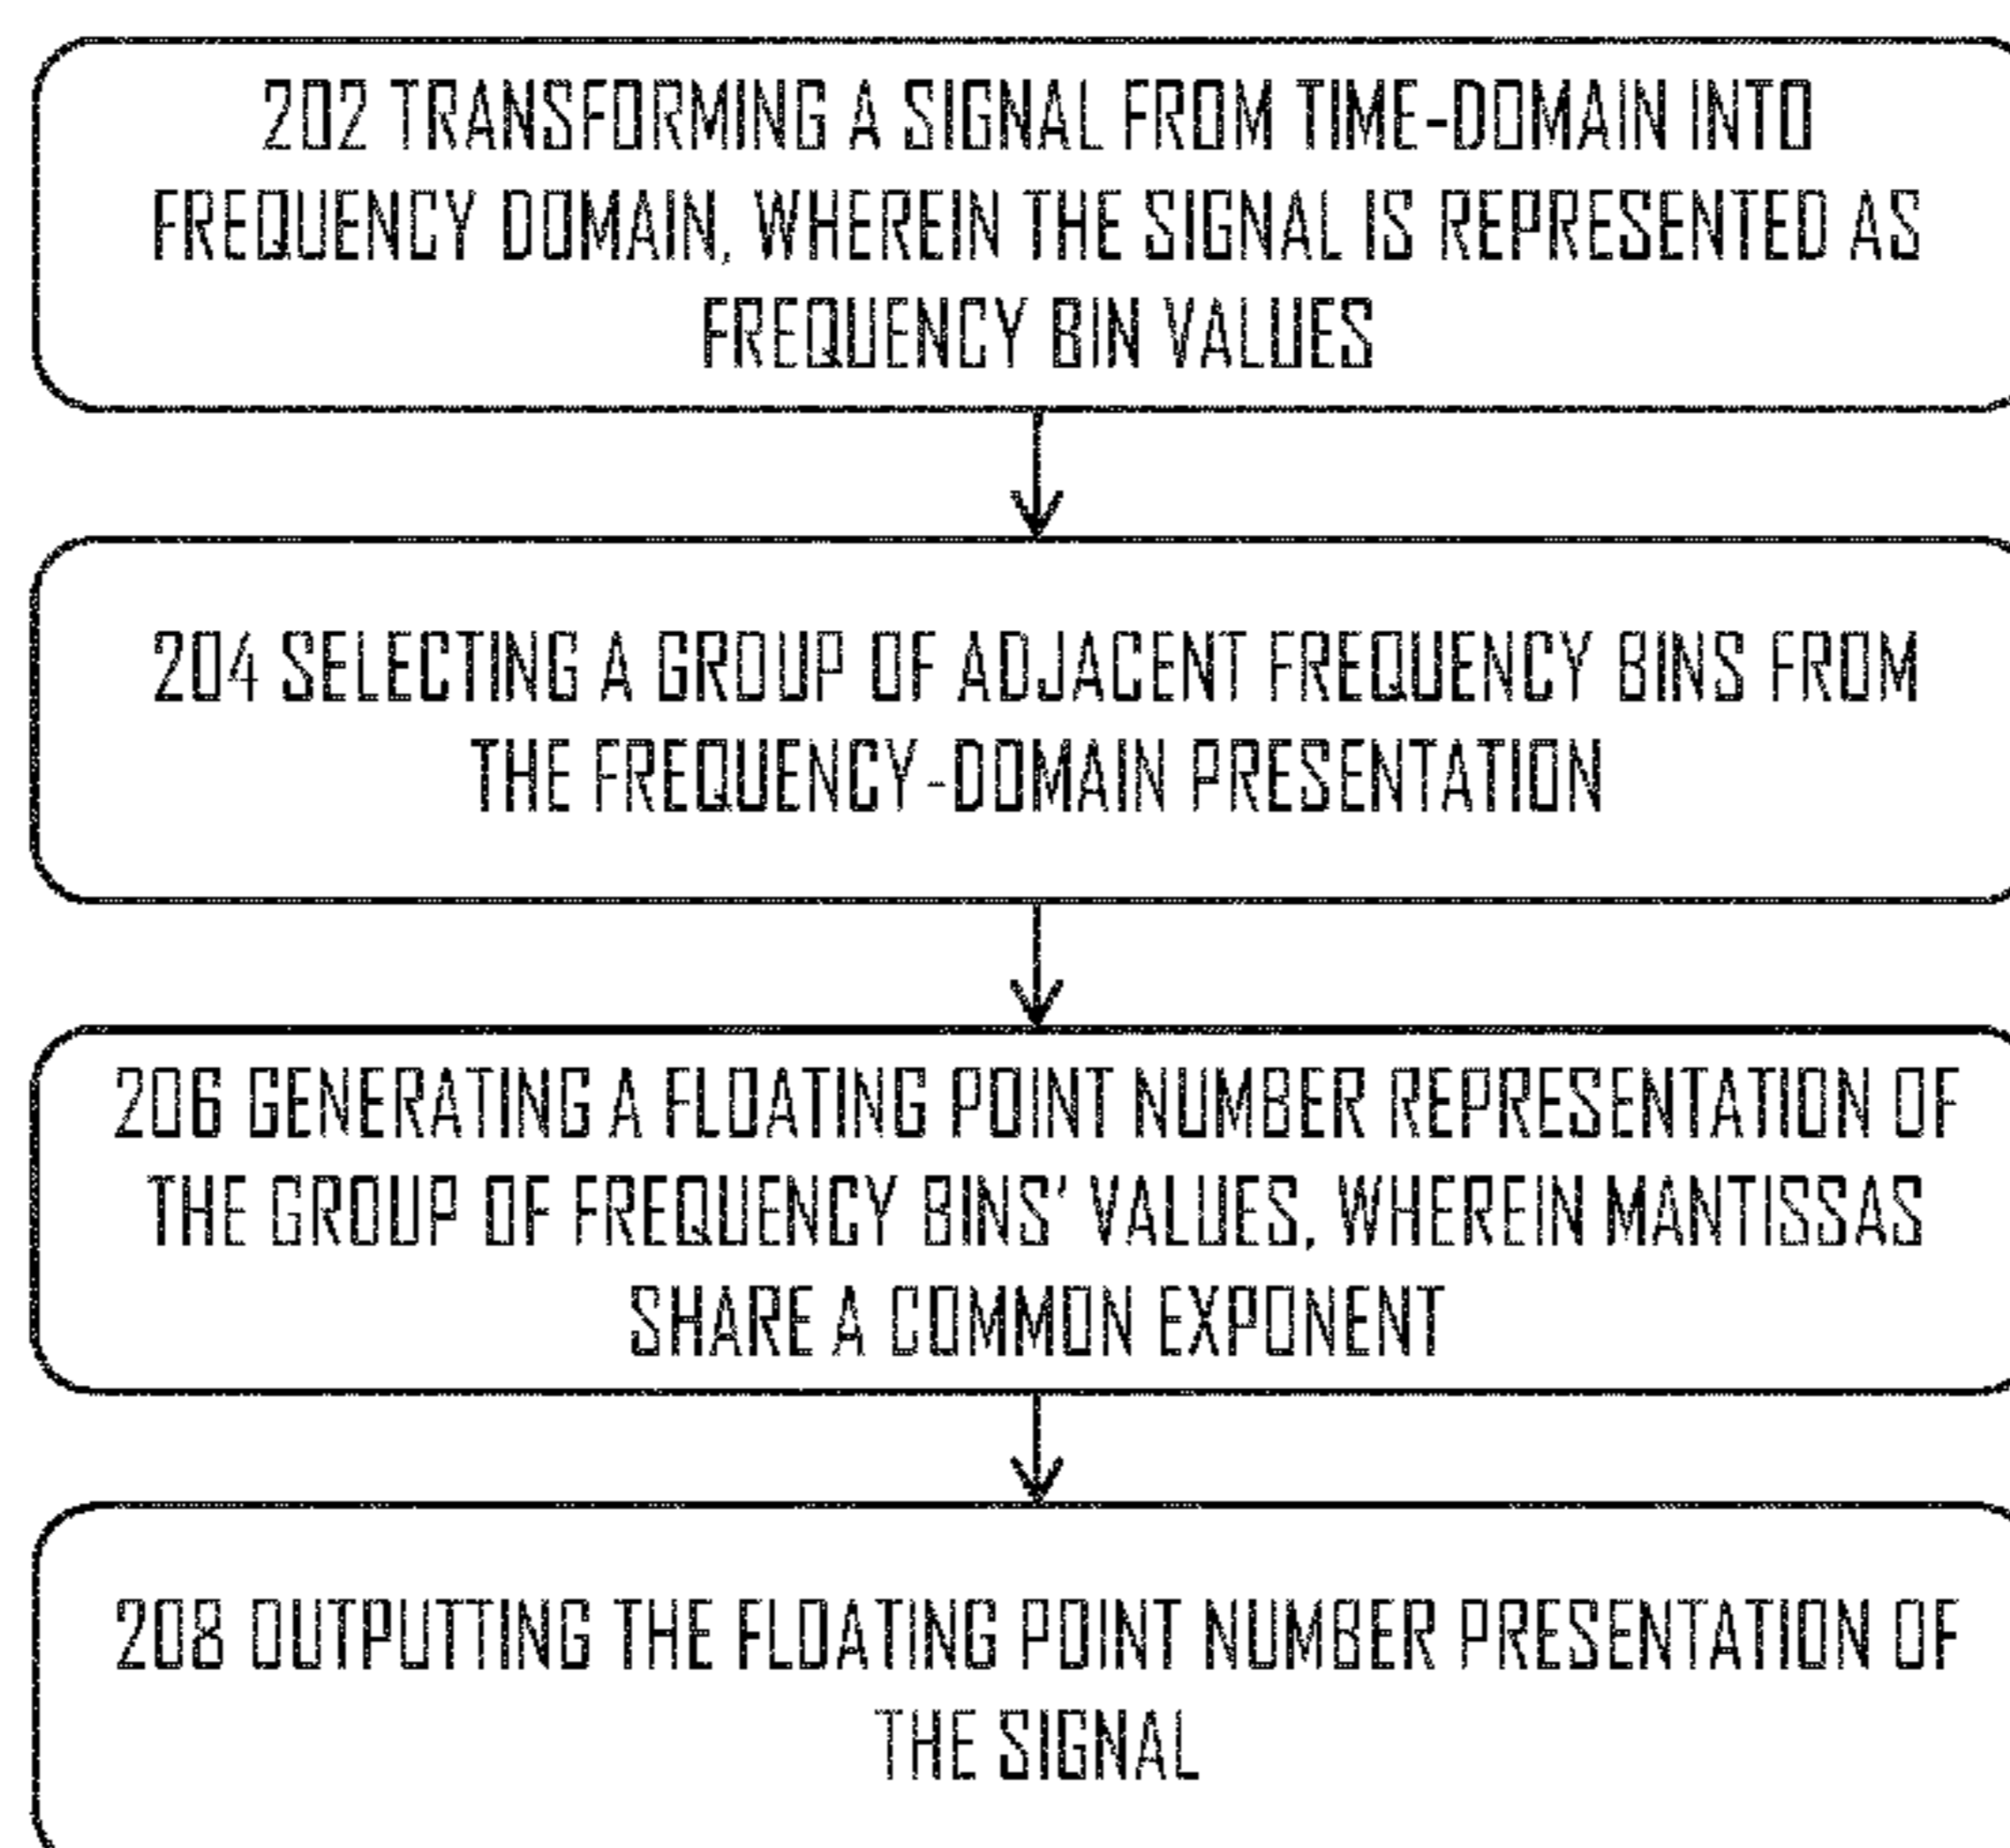 202 TRANSFORMING A SIGNAL FROM TIME-DOMAIN INTO
FREQUENCY DOMAIN, WHEREIN THE SIGNAL IS REPRESENTED AS
FREQUENCY BIN VALUES
204 SELECTING A GROUP OF ADJACENT FREQUENCY BINS FROM
THE FREQUENCY-DOMAIN PRESENTATION
206 GENERATING A FLOATING POINT NUMBER REPRESENTATION OF
THE GROUP OF FREQUENCY BINS' VALUES, WHEREIN MANTISSAS
SHARE A COMMON EXPONENT
208 OUTPUTTING THE FLOATING POINT NUMBER PRESENTATION OF
THE SIGNAL